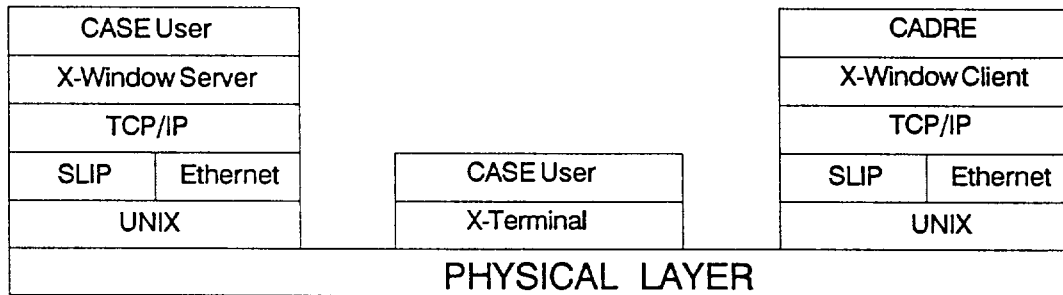 CASE User
X-Window Server
TCP/IP
SLIP
Ethernet
UNIX
CASE User
X-Terminal
CADRE
X-Window Client
TCP/IP
SLIP
Ethernet
UNIX
PHYSICAL LAYER